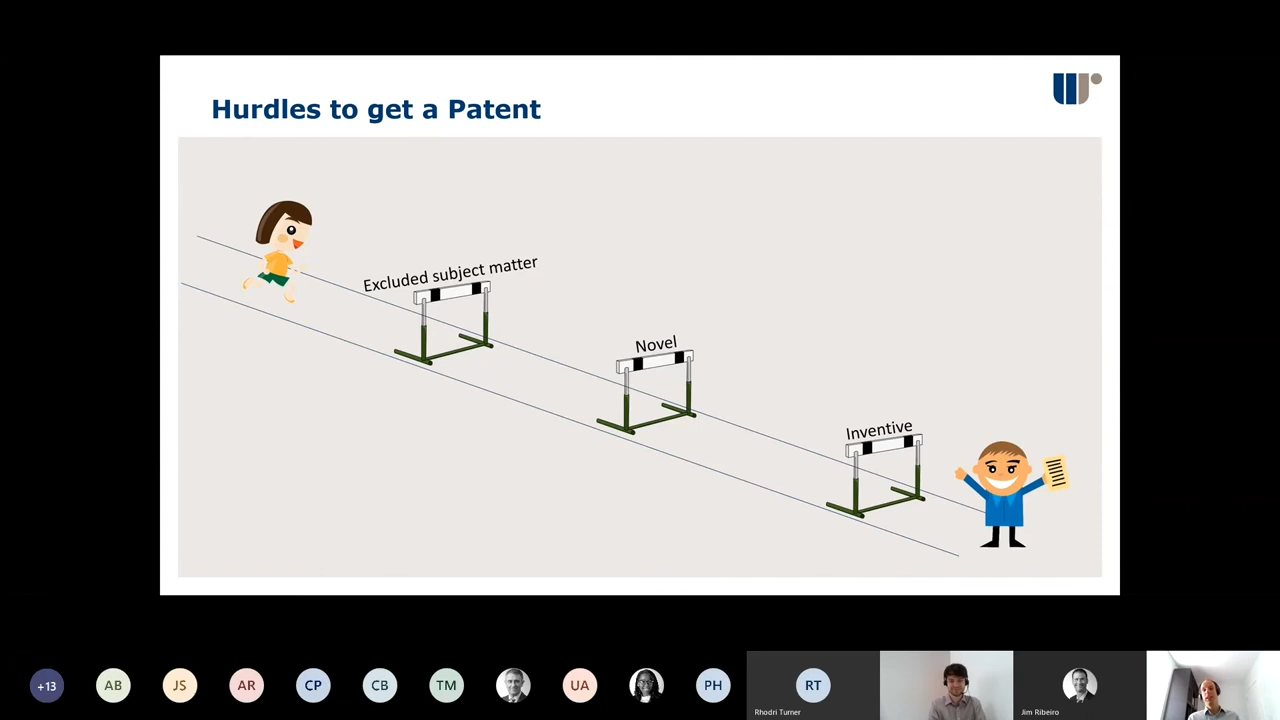 Hurdles to get a Patent
Excluded subject matter
Novel
Inventive
+13
AB
JS
AR
CP
CB
TM
UA
PH
RT
Rhodri Turner
Jim Ribeiro